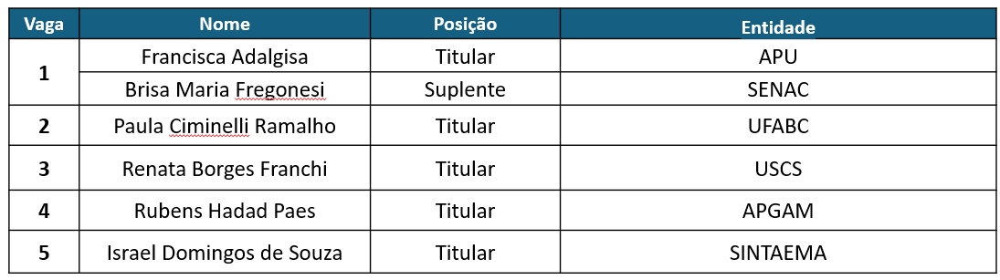 Vaga Nome Posição Entidade
1 Francisca Adalgisa Titular APU
Brisa Maria Fregonesi Suplente SENAC
2 Paula Ciminelli Ramalho Titular UFABC
3 Renata Borges Franchi Titular USCS
4 Rubens Hadad Paes Titular APGAM
5 Israel Domingos de Souza Titular SINTAEMA